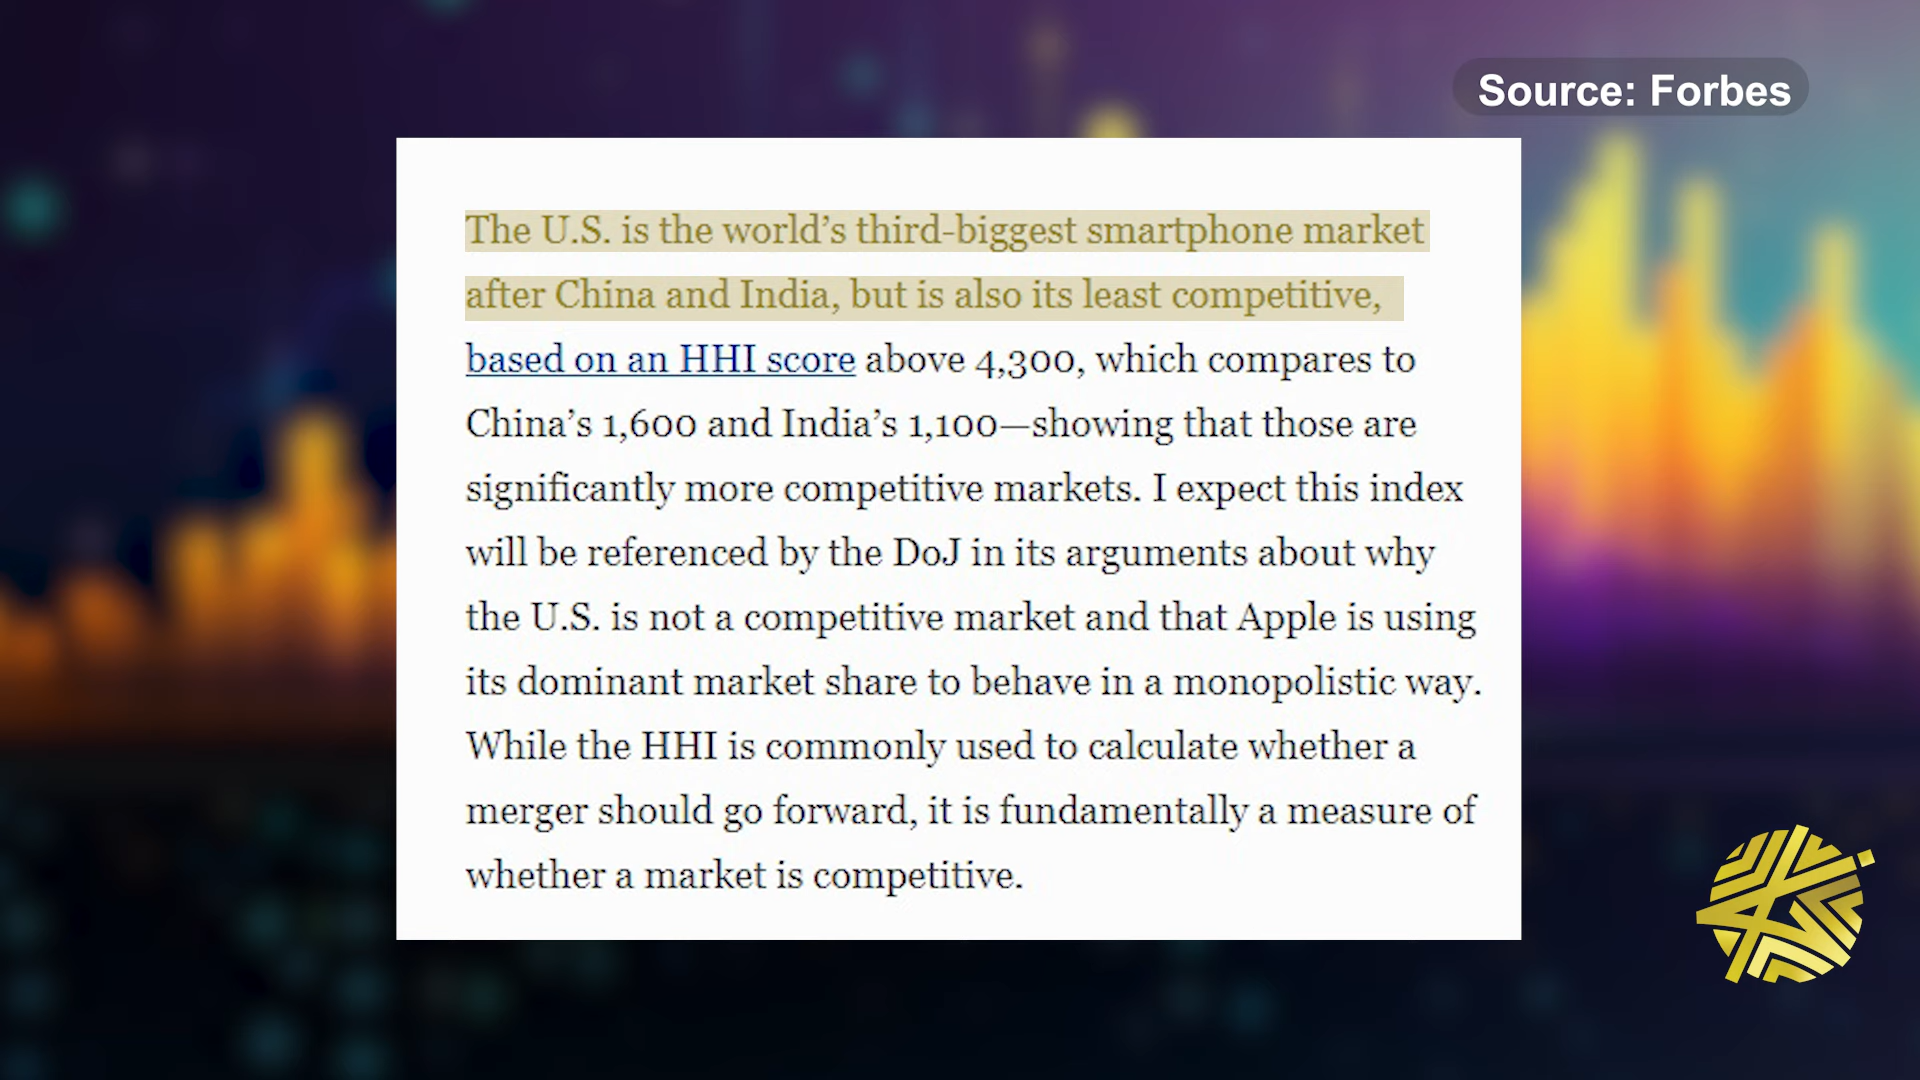 Source: Forbes
The U.S. is the world’s third-biggest smartphone market
after China and India, but is also its least competitive,
based on an HHI score above 4,300, which compares to
China’s 1,600 and India’s 1,100—showing that those are
significantly more competitive markets. I expect this index
will be referenced by the DoJ in its arguments about why
the U.S. is not a competitive market and that Apple is using
its dominant market share to behave in a monopolistic way.
While the HHI is commonly used to calculate whether a
merger should go forward, it is fundamentally a measure of
whether a market is competitive.